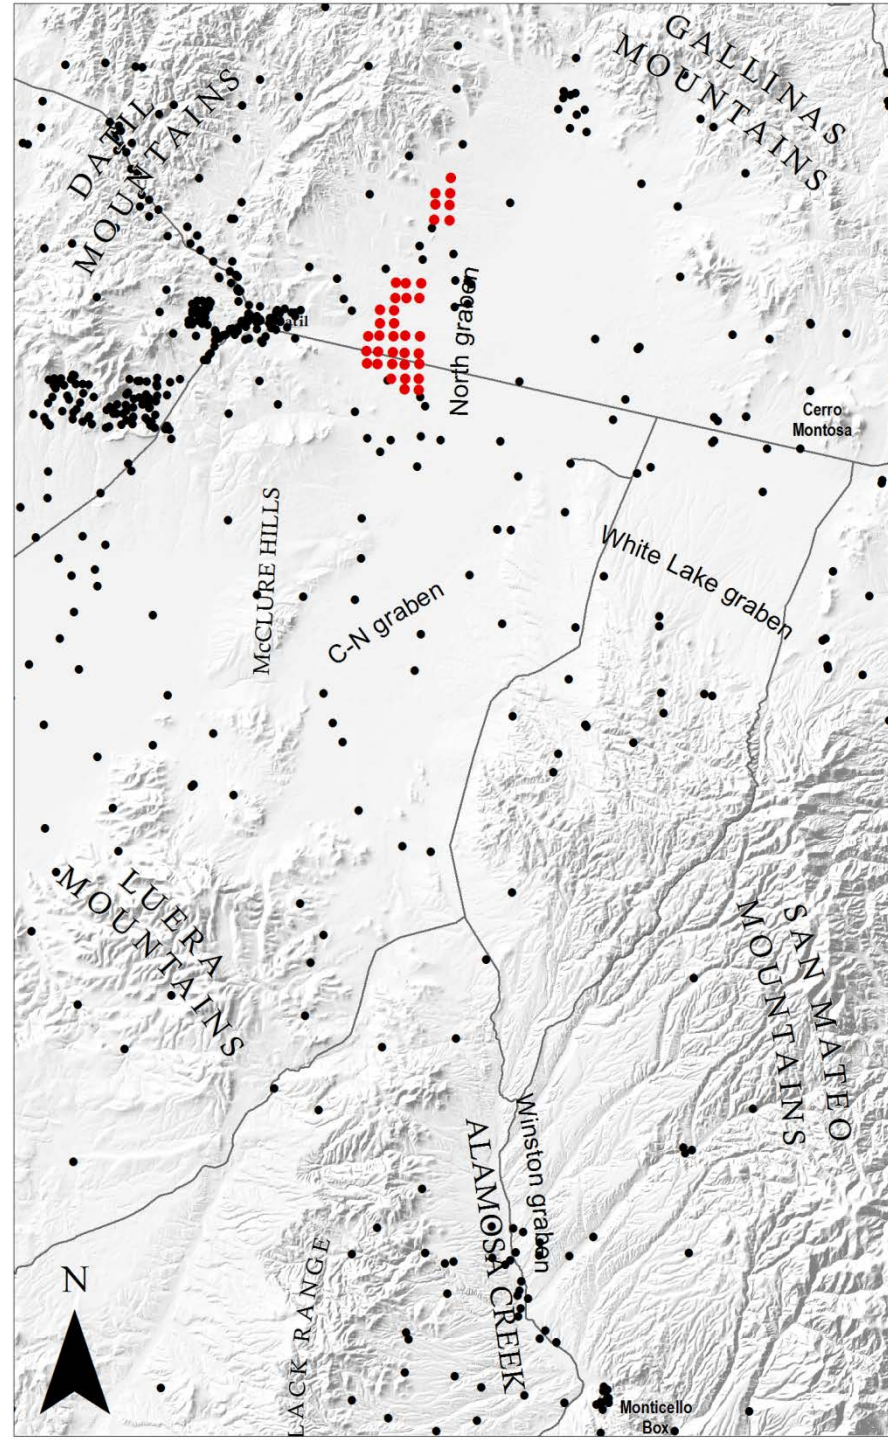 GALLINAS
MOUNTAINS
DATIL
MOUNTAINS
North graben
Cerro
Montosa
McCLURE HILLS
White Lake graben
C-N graben
LUERA
MOUNTAINS
SAN MATEO
MOUNTAINS
Winston graben
ALAMOSA CREEK
LACK RANGE
N
Monticello
Box